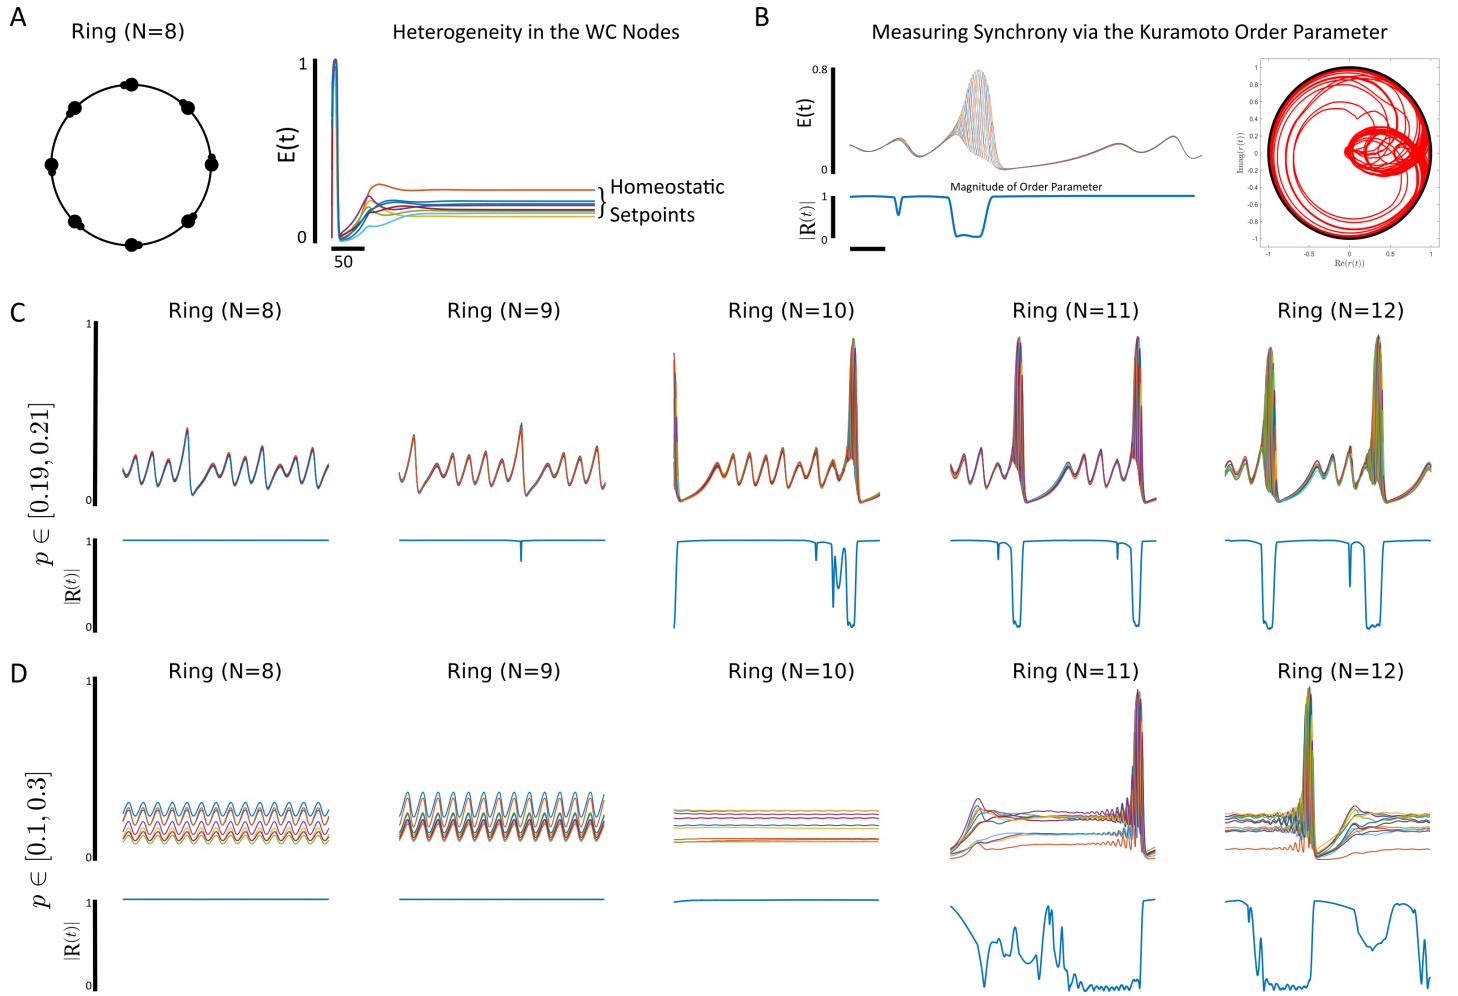 A
Ring (N=8)
Heterogeneity in the WC Nodes
1
E(t)
0
50
Homeostatic
Setpoints
B
Measuring Synchrony via the Kuramoto Order Parameter
0.8
E(t)
0
Magnitude of Order Parameter
1
|R(t)|
0
1
0.8
0.6
0.4
0.2
0
-0.2
-0.4
-0.6
-0.8
-1
Imag(r(t))
-1 -0.5 0 0.5 1
Re(r(t))
C
Ring (N=8) Ring (N=9) Ring (N=10) Ring (N=11) Ring (N=12)
1
0
p ∈ [0.19, 0.21]
1
|R(t)|
0
D
Ring (N=8) Ring (N=9) Ring (N=10) Ring (N=11) Ring (N=12)
1
0
p ∈ [0.1, 0.3]
1
|R(t)|
0